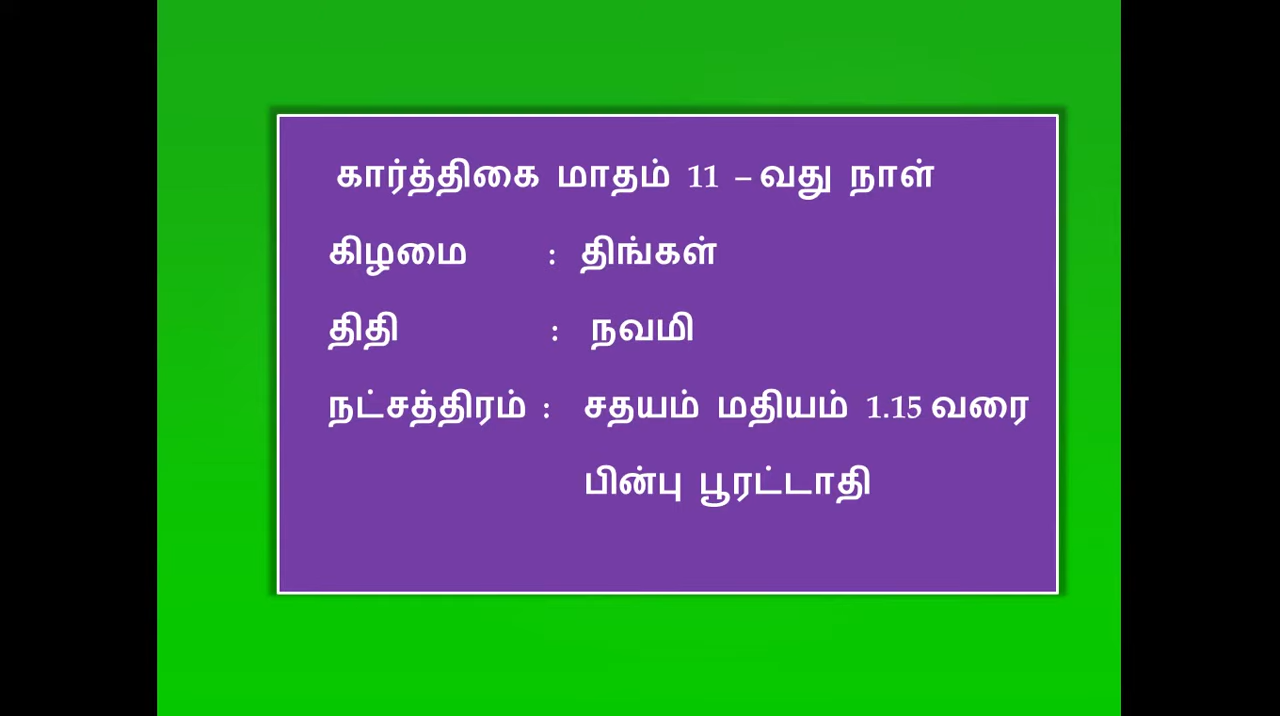 கார்த்திகை மாதம் 11 – வது நாள்
கிழமை : திங்கள்
திதி : நவமி
நட்சத்திரம் : சதயம் மதியம் 1.15 வரை
பின்பு பூரட்டாதி